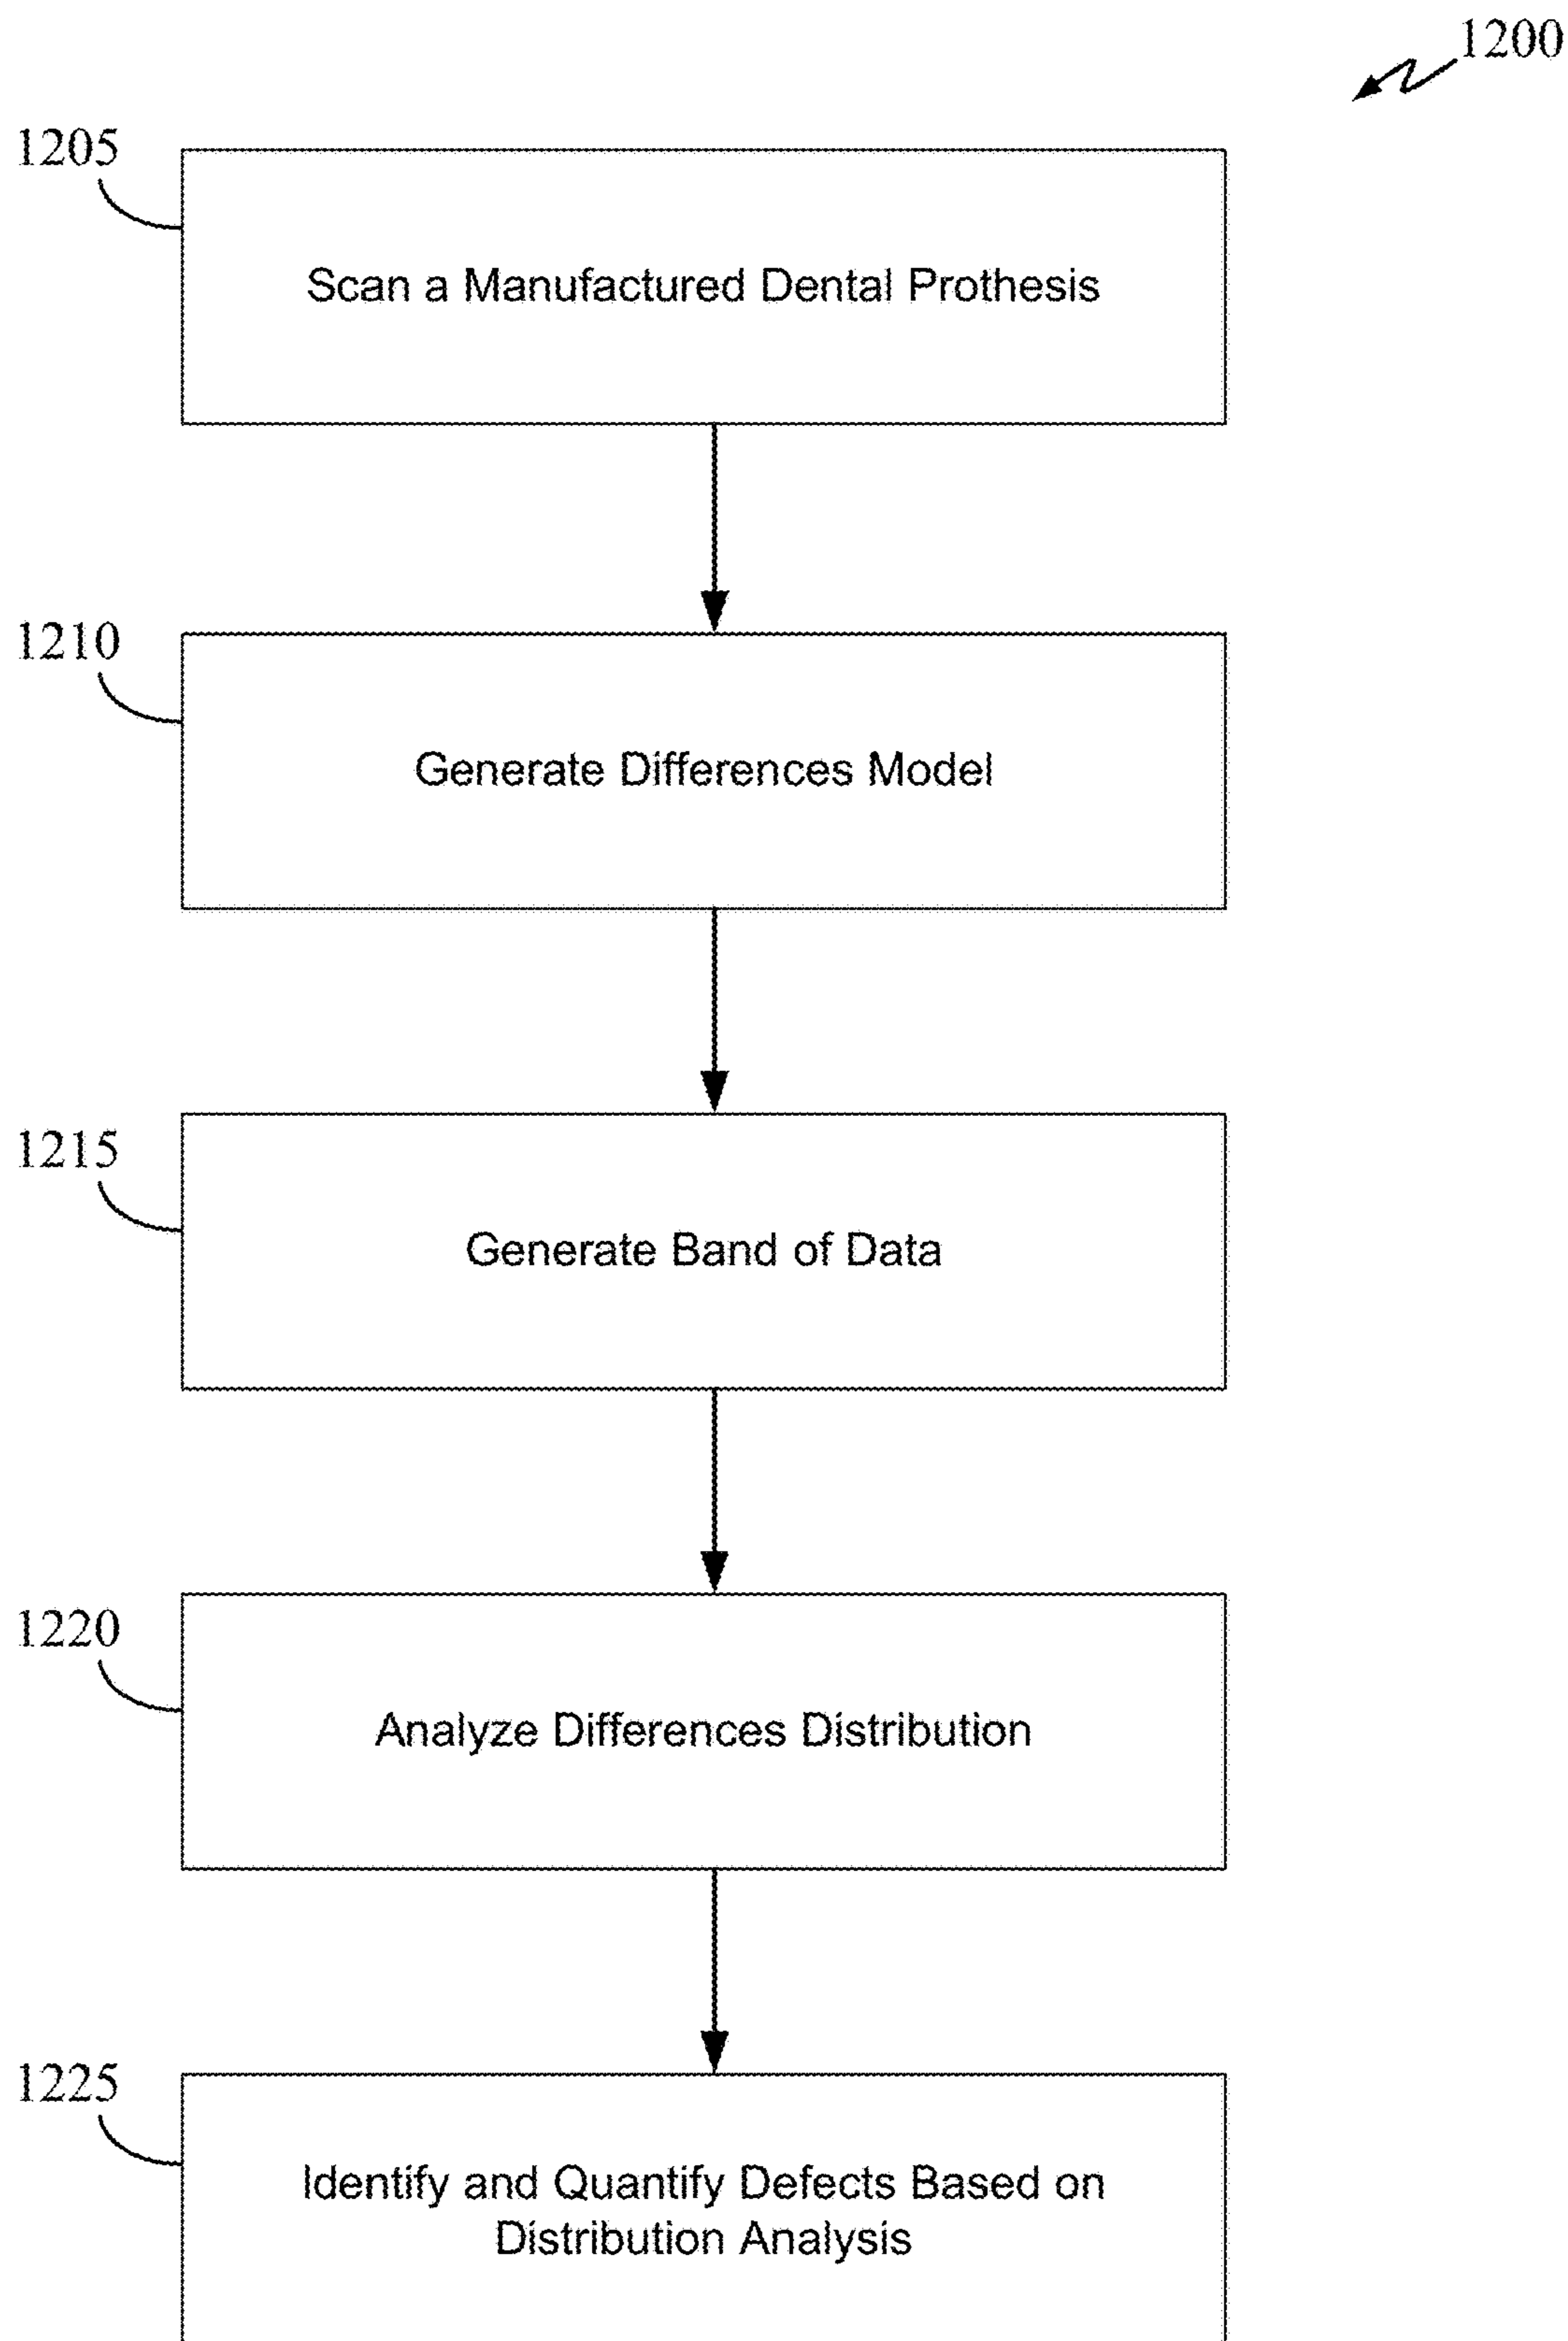 1200
1205
Scan a Manufactured Dental Prothesis
1210
Generate Differences Model
1215
Generate Band of Data
1220
Analyze Differences Distribution
1225
Identify and Quantify Defects Based on
Distribution Analysis